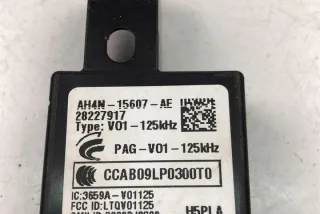 AH4N-15607-AE
28227917
Type: V01-125kHz
PAG-V01-125kHz
CCAB09LP0300T0
IC:3659A-V01125
FCC ID:LTQV01125
H5PLA